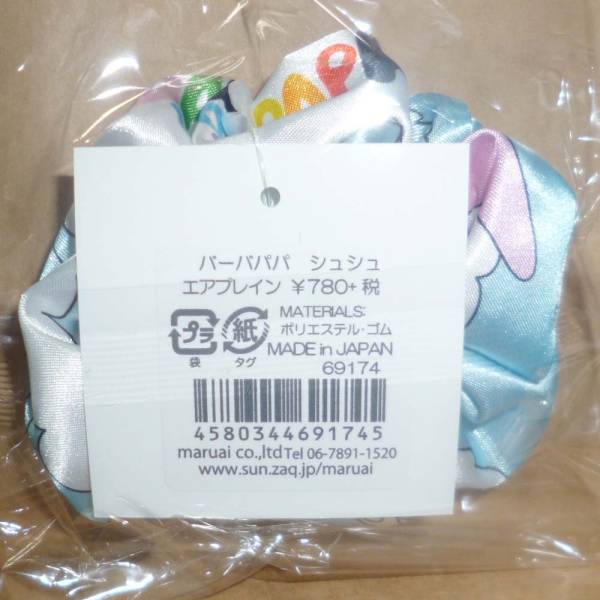 バーバパパ シュシュ
エアプレイン ¥780+税
MATERIALS:
ポリエステル・ゴム
MADE in JAPAN
69174
プラ
袋
紙
タグ
4580344691745
maruai co.,ltd Tel 06-7891-1520
www.sun.zaq.jp/maruai